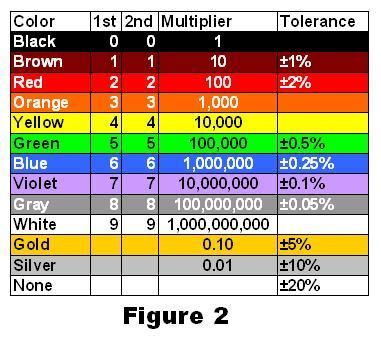 Color 1st 2nd Multiplier Tolerance
Black 0 0 1
Brown 1 1 10 ±1%
Red 2 2 100 ±2%
Orange 3 3 1,000
Yellow 4 4 10,000
Green 5 5 100,000 ±0.5%
Blue 6 6 1,000,000 ±0.25%
Violet 7 7 10,000,000 ±0.1%
Gray 8 8 100,000,000 ±0.05%
White 9 9 1,000,000,000
Gold 0.10 ±5%
Silver 0.01 ±10%
None ±20%
Figure 2